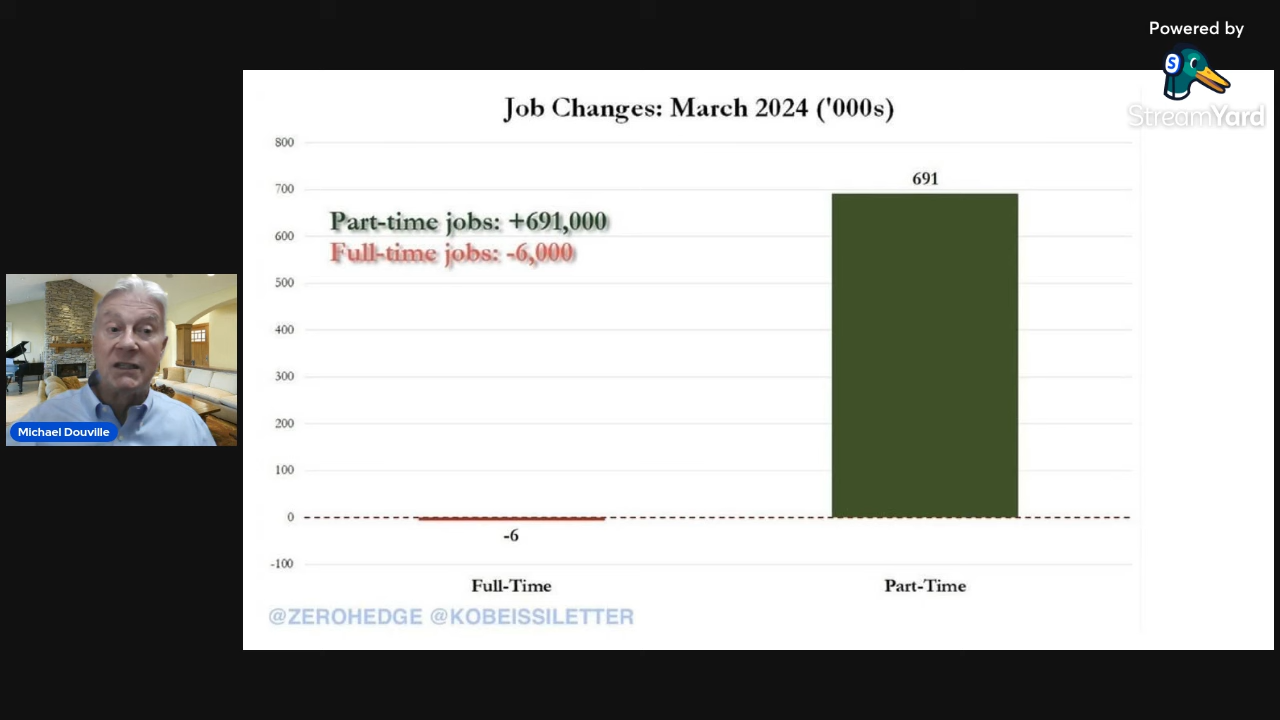 Powered by
StreamYard
Job Changes: March 2024 ('000s)
800
700
691
Part-time jobs: +691,000
600
Full-time jobs: -6,000
500
400
300
200
100
0
-6
-100
Full-Time
Part-Time
@ZEROHEDGE @KOBEISSILETTER
Michael Douville
S